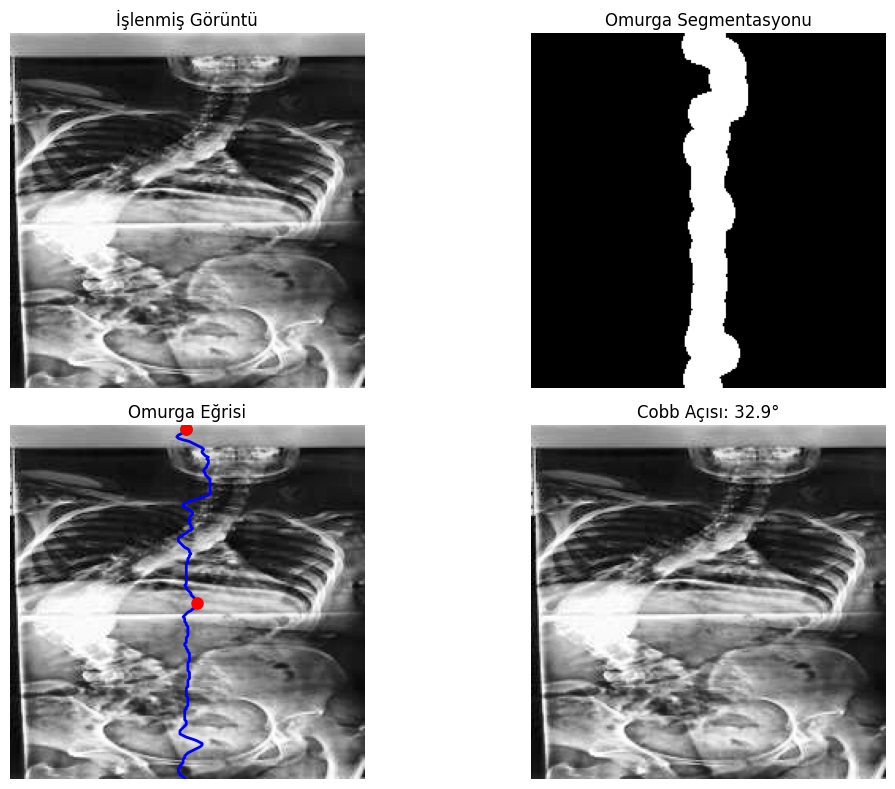 İşlenmiş Görüntü
Omurga Segmentasyonu
Omurga Eğrisi
Cobb Açısı: 32.9°